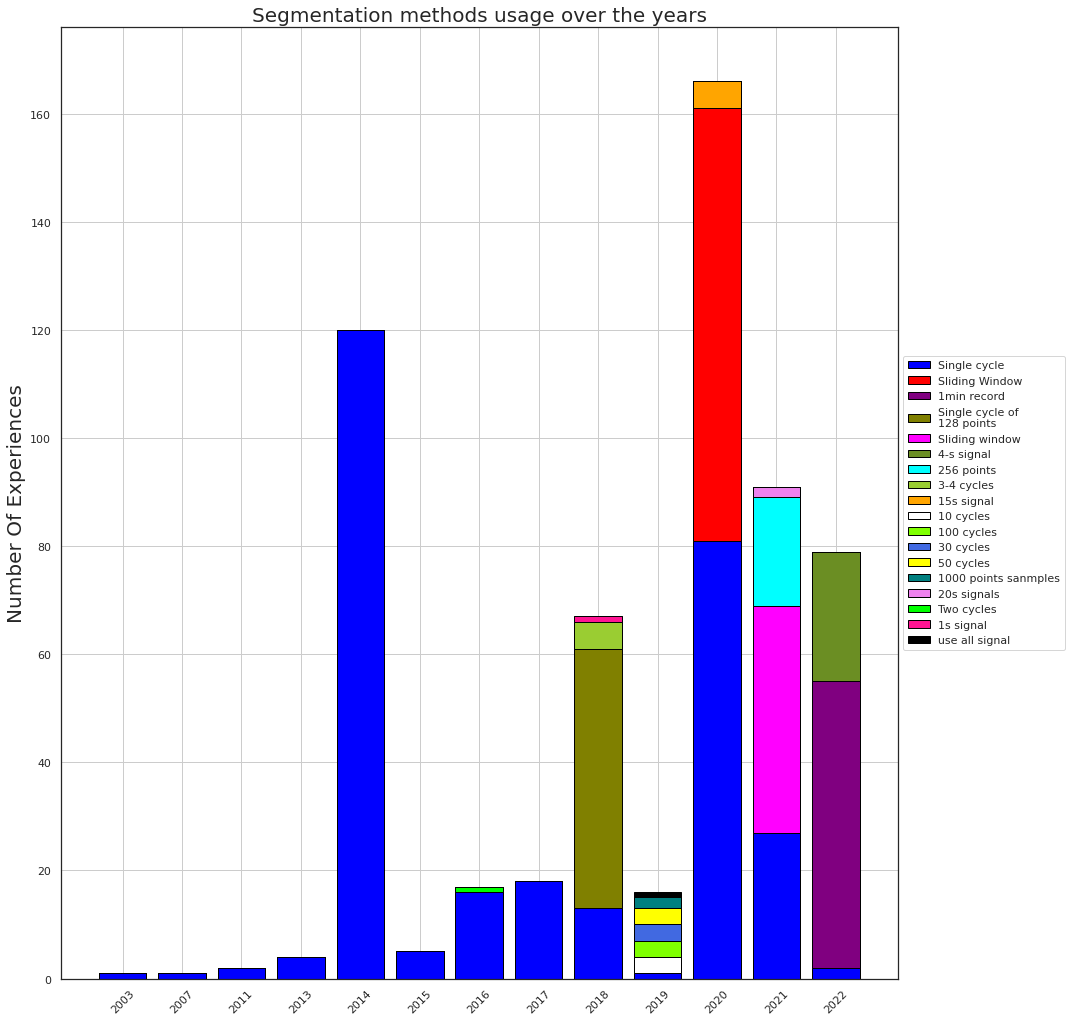 Segmentation methods usage over the years
Number Of Experiences
160
140
120
100
80
60
40
20
0
2003
2007
2011
2013
2014
2015
2016
2017
2018
2019
2020
2021
2022
Single cycle
Sliding Window
1min record
Single cycle of
128 points
Sliding window
4-s signal
256 points
3-4 cycles
15s signal
10 cycles
100 cycles
30 cycles
50 cycles
1000 points sanmples
20s signals
Two cycles
1s signal
use all signal